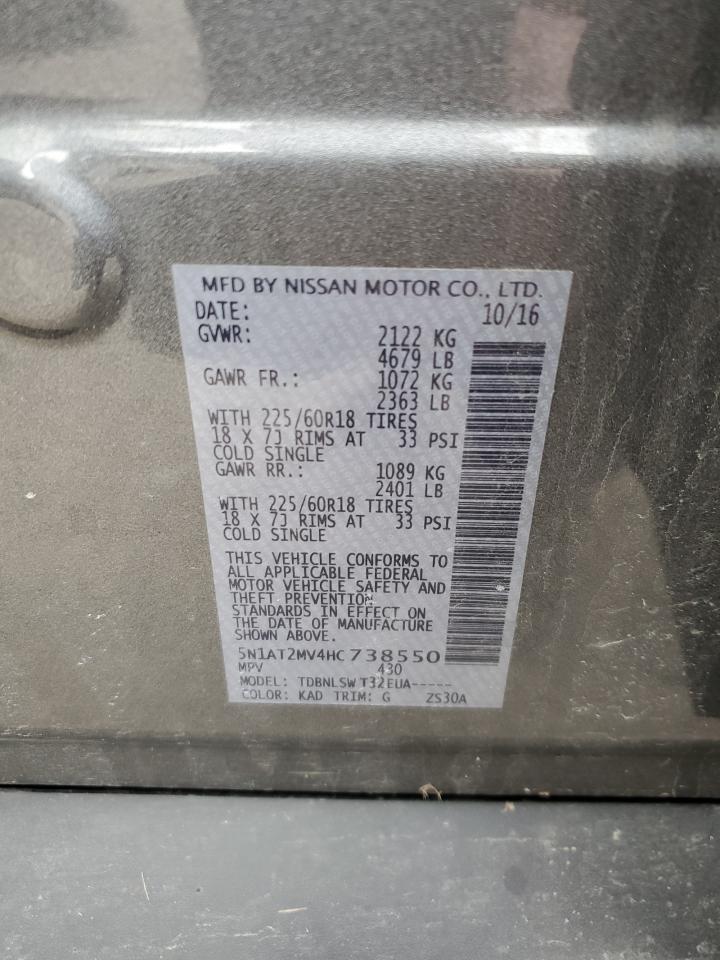 MFD BY NISSAN MOTOR CO., LTD.
DATE: 10/16
GVWR: 2122 KG
4679 LB
GAWR FR.: 1072 KG
2363 LB
WITH 225/60R18 TIRES
18 X 7J RIMS AT 33 PSI
COLD SINGLE
GAWR RR.: 1089 KG
2401 LB
WITH 225/60R18 TIRES
18 X 7J RIMS AT 33 PSI
COLD SINGLE
THIS VEHICLE CONFORMS TO
ALL APPLICABLE FEDERAL
MOTOR VEHICLE SAFETY AND
THEFT PREVENTION
STANDARDS IN EFFECT ON
THE DATE OF MANUFACTURE
SHOWN ABOVE.
5N1AT2MV4HC738550
MPV 430
MODEL: TDBNLSW T32EUA-----
COLOR: KAD TRIM: G ZS30A